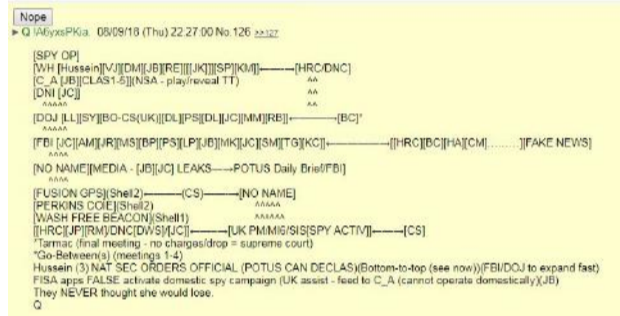 Nope
► Q !A6yxsPKia. 08/09/18 (Thu) 22:27:00 No.126 >>127
[SPY OP]
[WH [Hussein][VJ][DM][JB][RE][[[JK]]][SP][KM]]←———[HRC/DNC]
[C_A [JB][CLAS1-5]](NSA - play/reveal TT) ^^
[DNI [JC]] ^^
^^^^^ ^^
[DOJ [LL][SY][BO-CS(UK)][DL][PS][DL][JC][MM][RB]]←———→[BC]*
^^^^^
[FBI [JC][AM][JR][MS][BP][PS][LP][JB][MK][JC][SM][TG][KC]]←————→[[HRC][BC][HA][CM]………][FAKE NEWS]
^^^^
[NO NAME][MEDIA - [JB][JC] LEAKS——→POTUS Daily Brief/FBI]
[FUSION GPS](Shell2)————(CS)———→[NO NAME]
[PERKINS COIE](Shell2) ^^^^^
[WASH FREE BEACON](Shell1) ^^^^^^
[[HRC][JP][RM]/DNC[DWS]/[JC]]←———→[UK PM/MI6/SIS[SPY ACTIV]]←———→[CS]
*Tarmac (final meeting - no charges/drop = supreme court)
*Go-Between(s) (meetings 1-4)
Hussein (3) NAT SEC ORDERS OFFICIAL (POTUS CAN DECLAS)(Bottom-to-top (see now))(FBI/DOJ to expand fast)
FISA apps FALSE activate domestic spy campaign (UK assist - feed to C_A (cannot operate domestically)(JB)
They NEVER thought she would lose.
Q